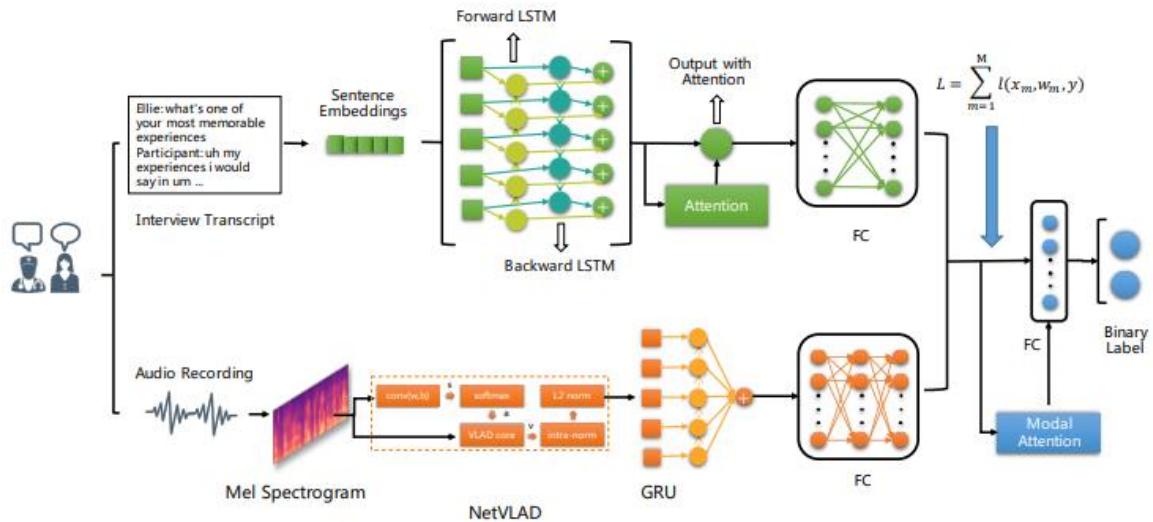 Forward LSTM
Ellie: what's one of
your most memorable
experiences
Participant: uh my
experiences i would
say in um ...
Interview Transcript
Sentence
Embeddings
Backward LSTM
Output with
Attention
Attention
FC
L = \sum_{m=1}^{M} l(x_m, w_m, y)
Audio Recording
Mel Spectrogram
conv(w,b)
s
softmax
a
VLAD core
v
intra-norm
L2 norm
NetVLAD
GRU
FC
FC
Modal
Attention
Binary
Label